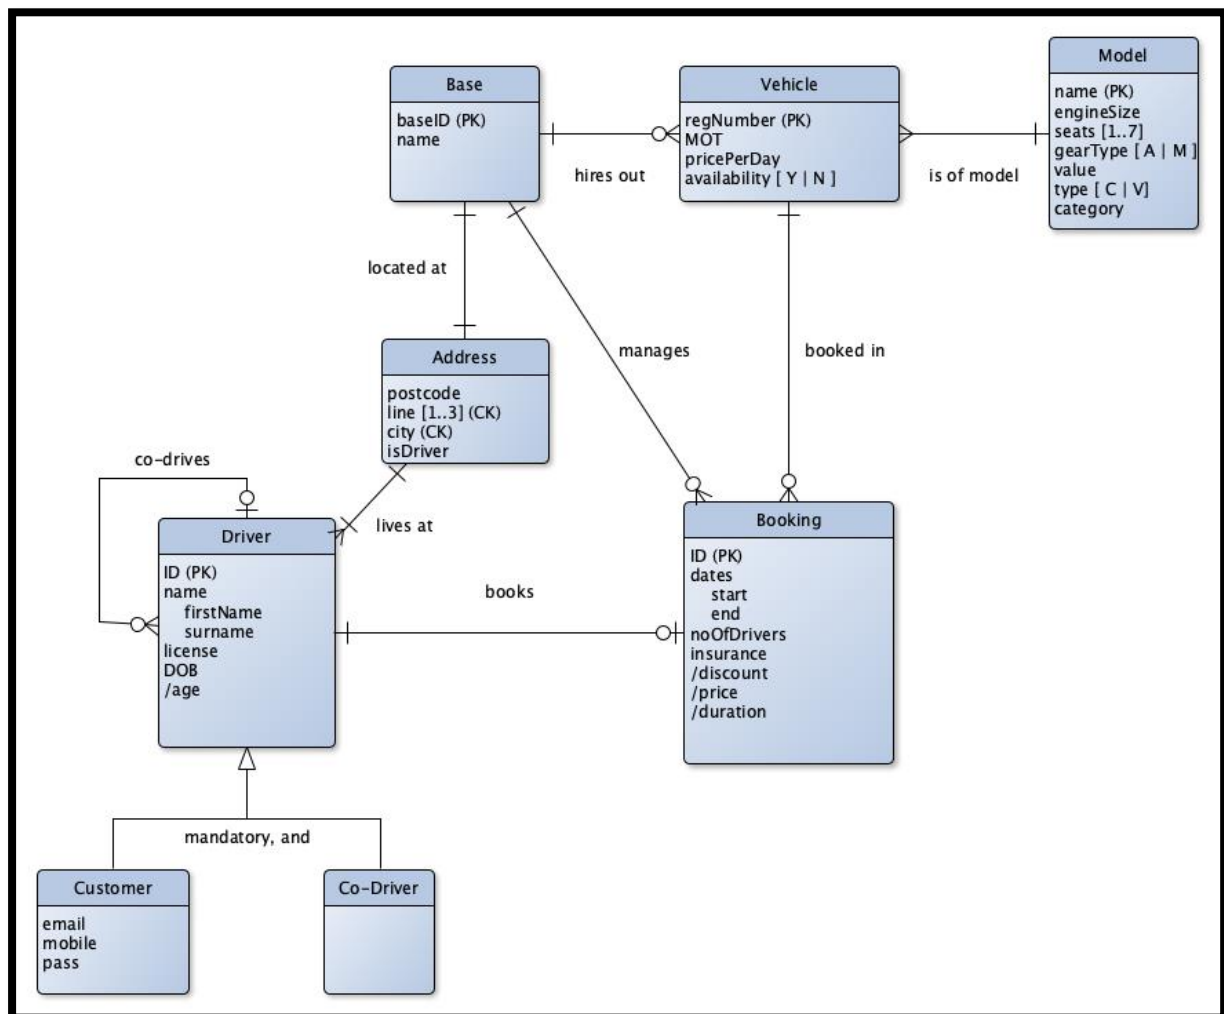 Base
baseID (PK)
name
Vehicle
regNumber (PK)
MOT
pricePerDay
availability [ Y | N ]
Model
name (PK)
engineSize
seats [1..7]
gearType [ A | M ]
value
type [ C | V]
category
hires out
is of model
located at
manages
booked in
Address
postcode
line [1..3] (CK)
city (CK)
isDriver
co-drives
lives at
Driver
ID (PK)
name
firstName
surname
license
DOB
/age
books
Booking
ID (PK)
dates
start
end
noOfDrivers
insurance
/discount
/price
/duration
mandatory, and
Customer
email
mobile
pass
Co-Driver